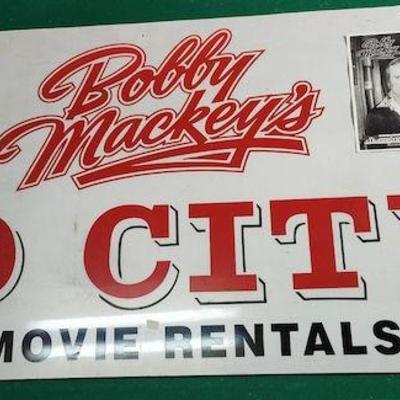 Bobby
Mackey's
O CIT
MOVIE RENTALS